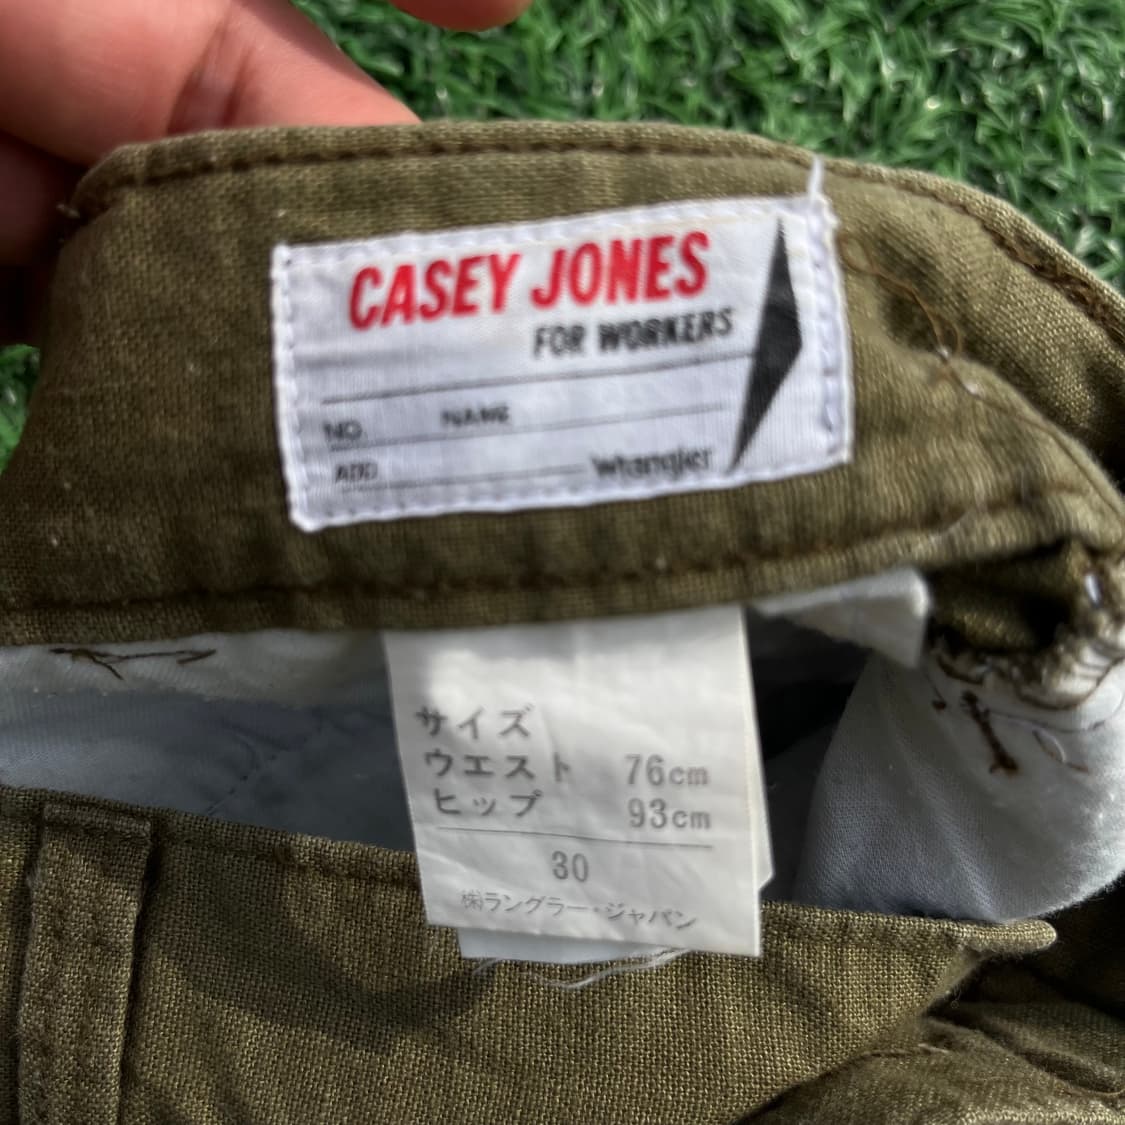 CASEY JONES
FOR WORKERS
NO. NAME
ADD. Wrangler
サイズ
ウエスト 76cm
ヒップ 93cm
30
㈱ラングラー・ジャパン